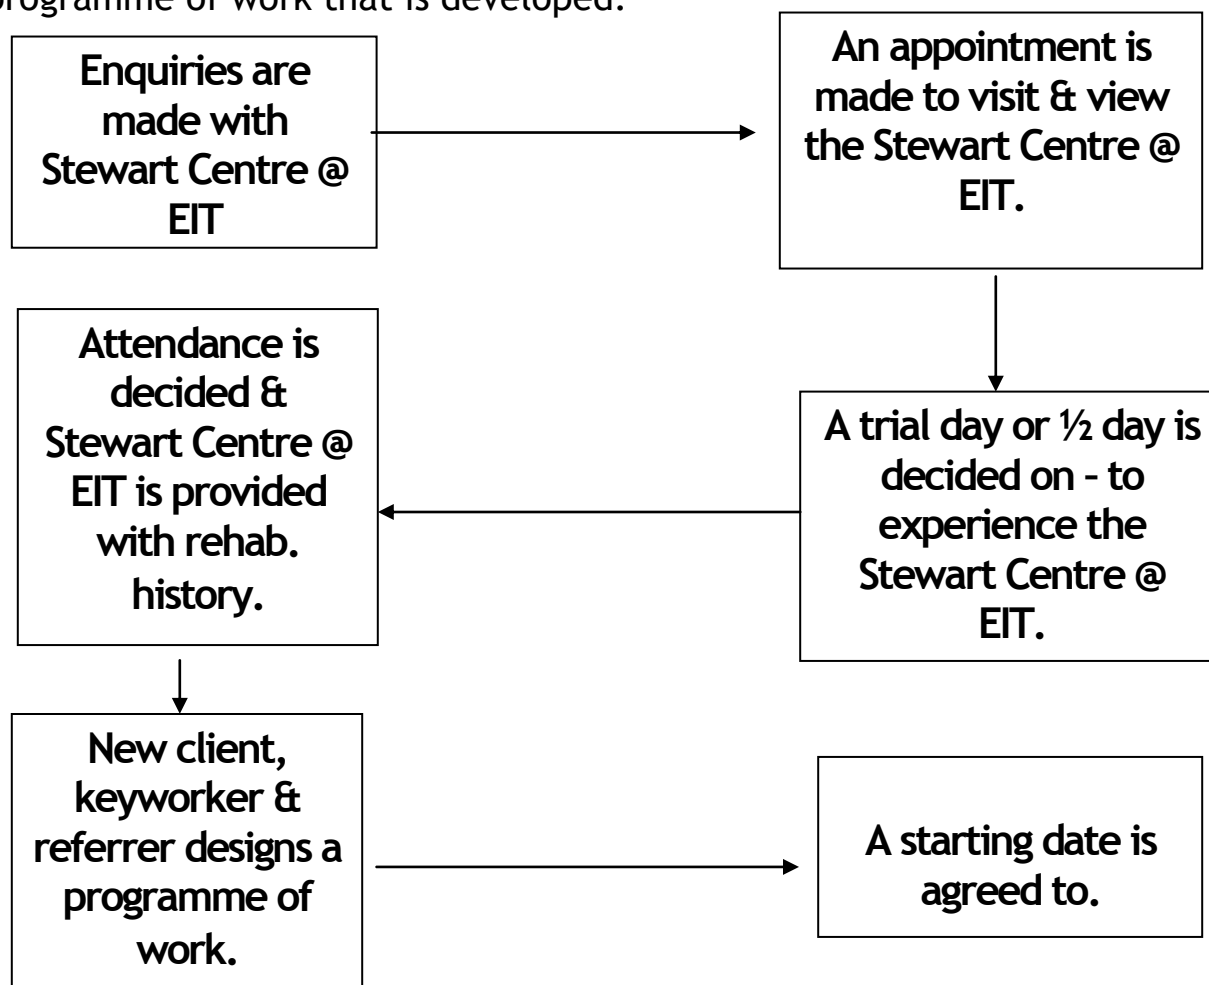 programme of work that is developed.
Enquiries are
made with
Stewart Centre @
EIT
An appointment is
made to visit & view
the Stewart Centre @
EIT.
A trial day or ½ day is
decided on - to
experience the
Stewart Centre @
EIT.
Attendance is
decided &
Stewart Centre @
EIT is provided
with rehab.
history.
New client,
keyworker &
referrer designs a
programme of
work.
A starting date is
agreed to.